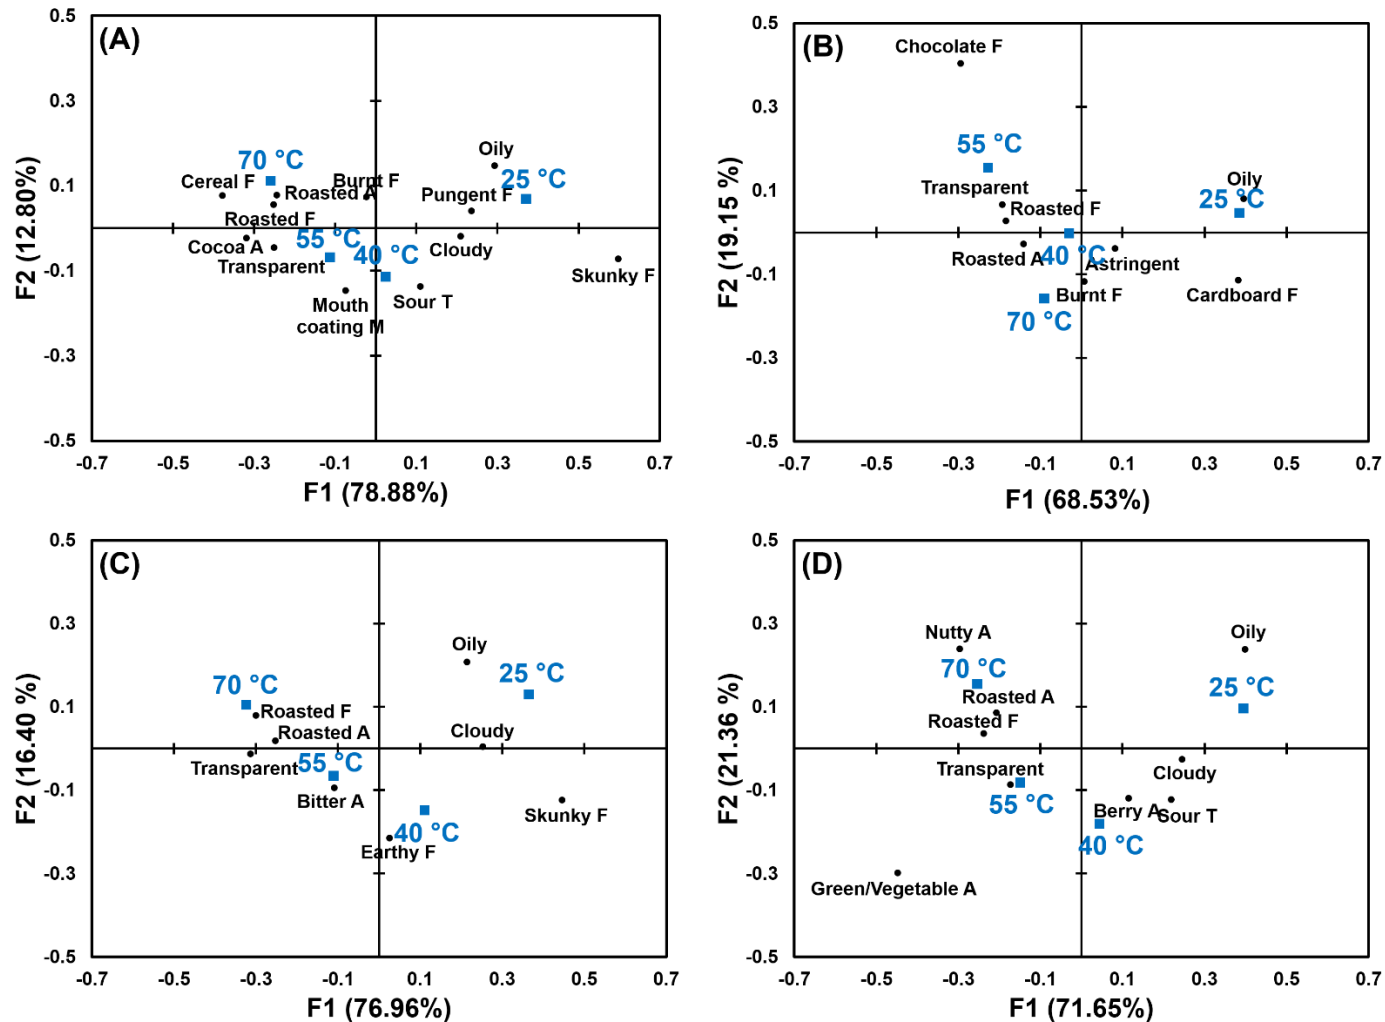 (A)
0.5
0.3
0.1
-0.1
-0.3
-0.5
F2 (12.80%)
70 °C
Cereal F
Roasted A
Burnt F
Roasted F
Cocoa A
Transparent
55 °C
40 °C
Mouth
coating M
Sour T
Oily
25 °C
Pungent F
Cloudy
Skunky F
-0.7
-0.5
-0.3
-0.1
0.1
0.3
0.5
0.7
F1 (78.88%)
(B)
0.5
0.3
0.1
-0.1
-0.3
-0.5
F2 (19.15 %)
Chocolate F
55 °C
Transparent
Roasted F
Roasted A
40 °C
Astringent
Burnt F
70 °C
Oily
25 °C
Cardboard F
-0.7
-0.5
-0.3
-0.1
0.1
0.3
0.5
0.7
F1 (68.53%)
(C)
0.5
0.3
0.1
-0.1
-0.3
-0.5
F2 (16.40 %)
Oily
25 °C
70 °C
Roasted F
Roasted A
Cloudy
Transparent
55 °C
Bitter A
40 °C
Earthy F
Skunky F
-0.7
-0.5
-0.3
-0.1
0.1
0.3
0.5
0.7
F1 (76.96%)
(D)
0.5
0.3
0.1
-0.1
-0.3
-0.5
F2 (21.36 %)
Nutty A
70 °C
Roasted A
Roasted F
Oily
25 °C
Transparent
55 °C
Cloudy
Berry A
Sour T
40 °C
Green/Vegetable A
-0.7
-0.5
-0.3
-0.1
0.1
0.3
0.5
0.7
F1 (71.65%)